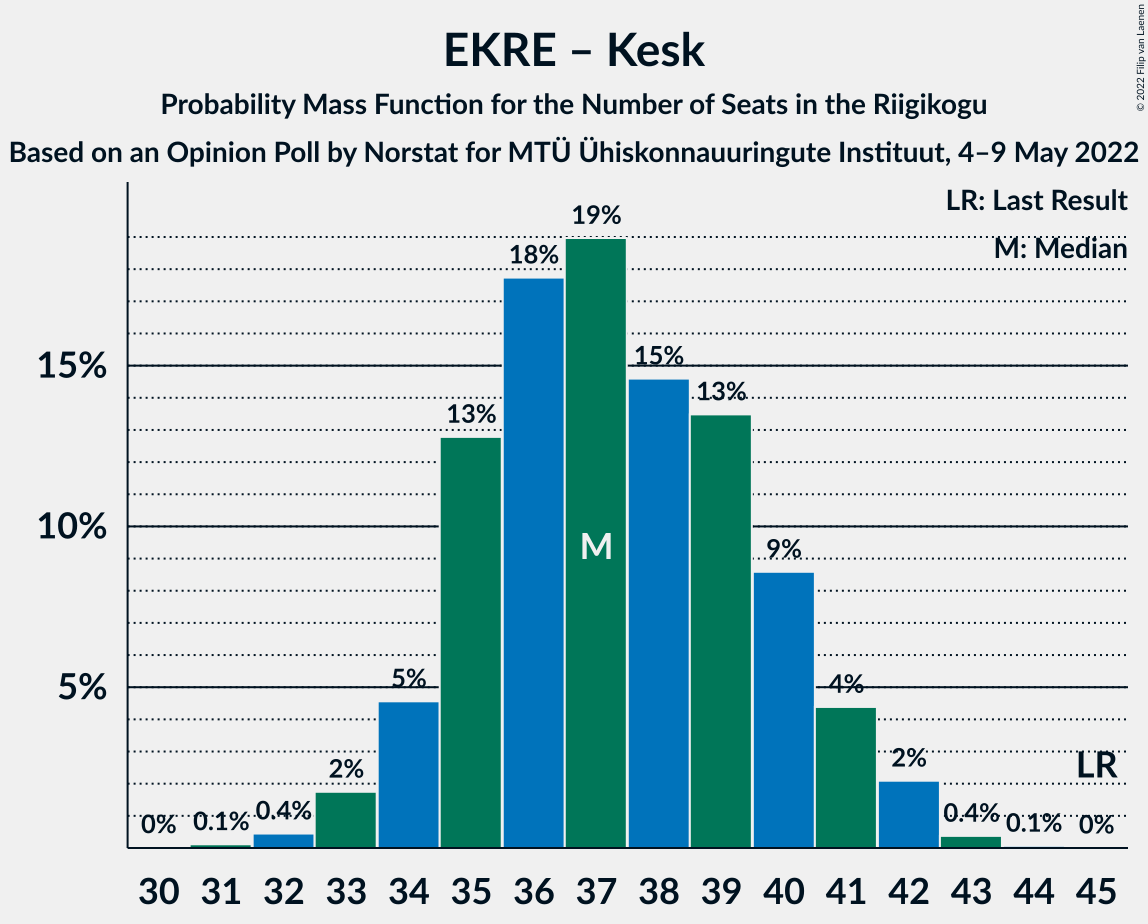 EKRE – Kesk
Probability Mass Function for the Number of Seats in the Riigikogu
Based on an Opinion Poll by Norstat for MTÜ Ühiskonnauuringute Instituut, 4–9 May 2022
© 2022 Filip van Laenen
LR: Last Result
M: Median
19%
18%
15%
15%
13%
13%
10%
M
9%
5%
5%
4%
2%
2%
LR
0%
0.1%
0.4%
0.4%
0.1%
0%
30 31 32 33 34 35 36 37 38 39 40 41 42 43 44 45